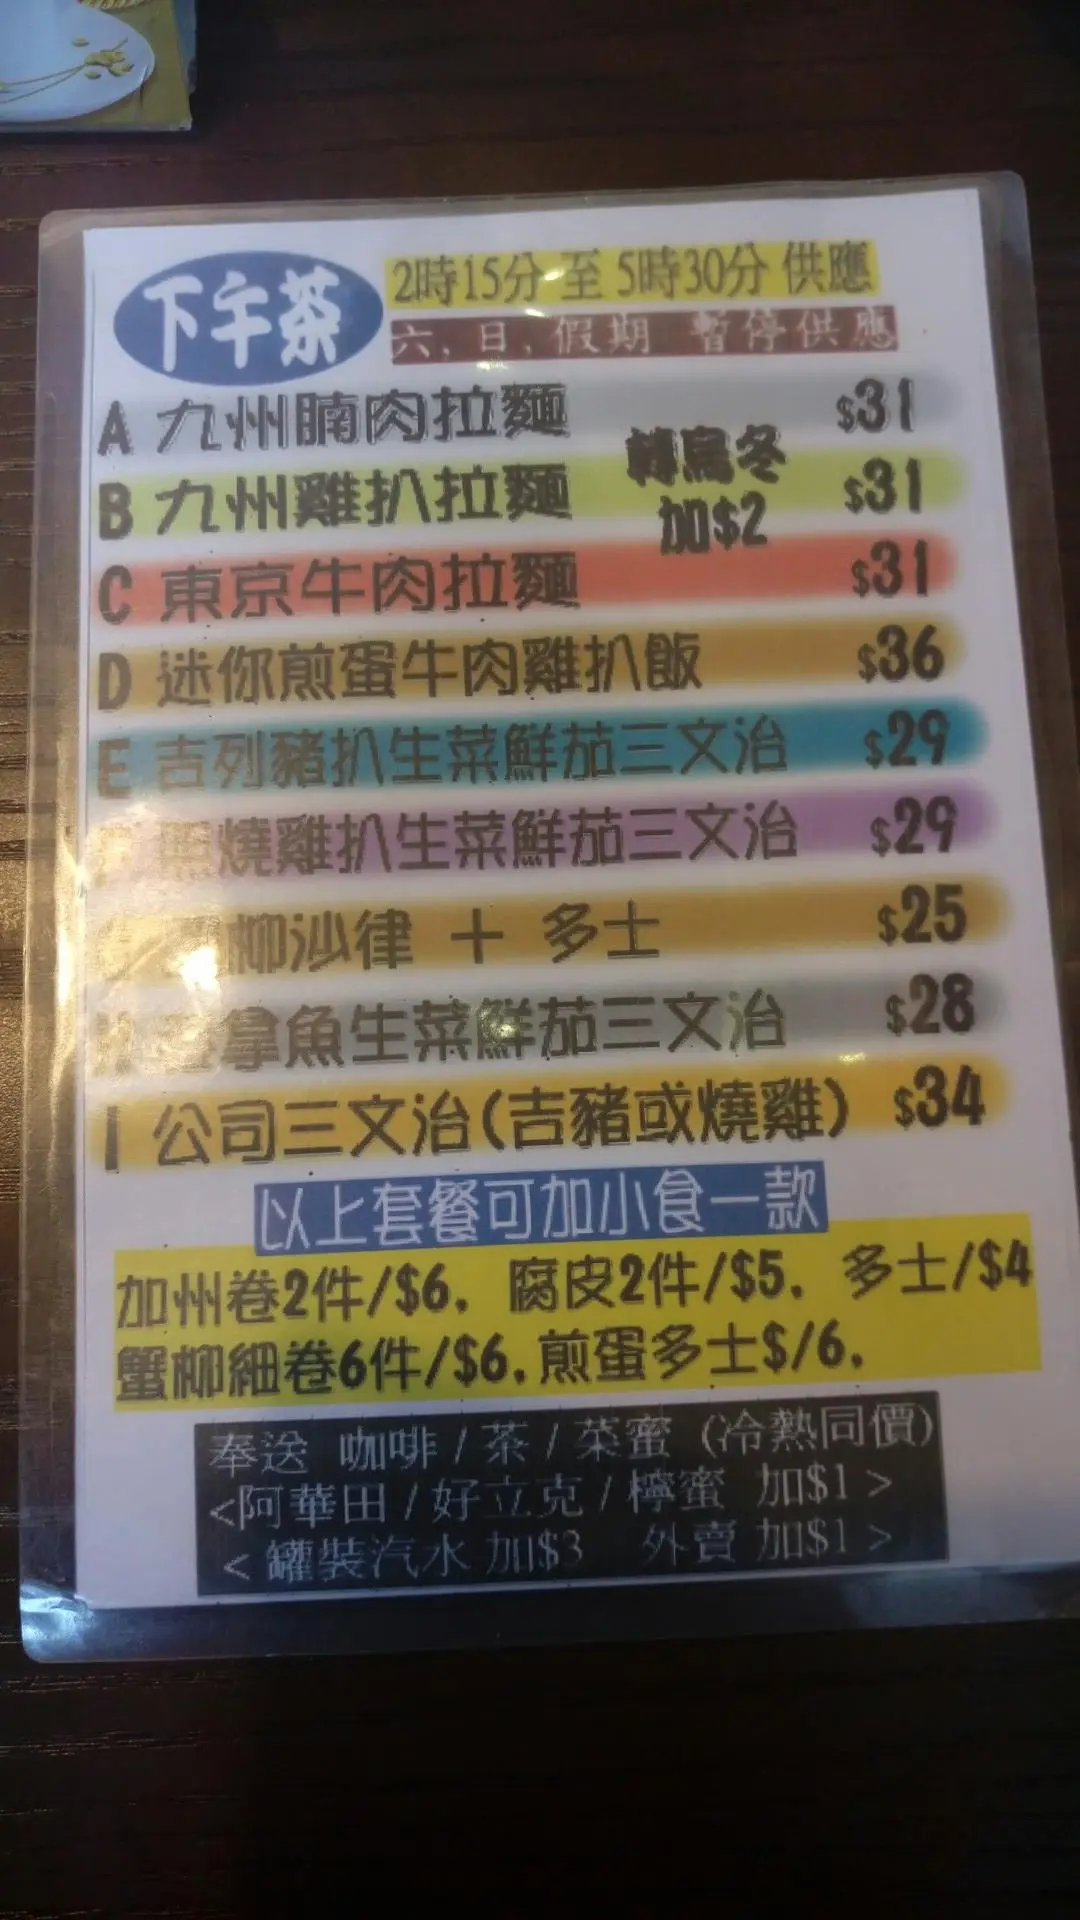 下午茶
2時15分 至 5時30分 供應
六, 日, 假期 暫停供應
A 九州腩肉拉麵 $31
轉烏冬
加$2
B 九州雞扒拉麵 $31
C 東京牛肉拉麵 $31
D 迷你煎蛋牛肉雞扒飯 $36
E 吉列豬扒生菜鮮茄三文治 $29
照燒雞扒生菜鮮茄三文治 $29
柳沙律 + 多士 $25
拿魚生菜鮮茄三文治 $28
I 公司三文治(吉豬或燒雞) $34
以上套餐可加小食一款
加州卷2件/$6. 腐皮2件/$5. 多士/$4
蟹柳細卷6件/$6. 煎蛋多士$/6.
奉送 咖啡 / 茶 / 菜蜜 (冷熱同價)
<阿華田 / 好立克 / 檸蜜 加$1 >
< 罐裝汽水 加$3 外賣 加$1 >